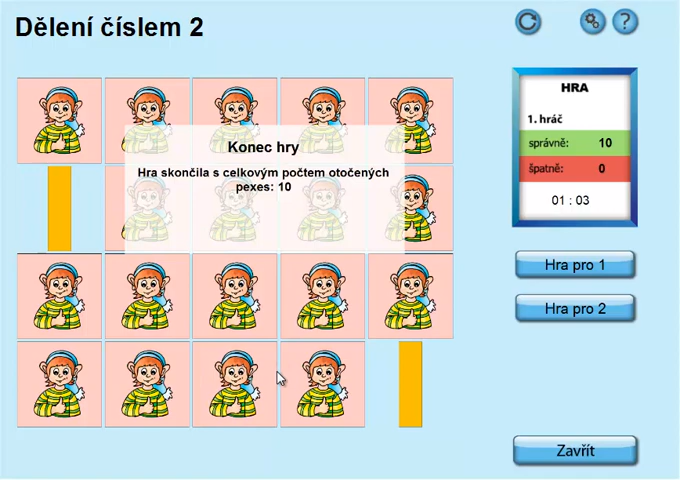 Dělení číslem 2
?
HRA
1. hráč
správně: 10
špatně: 0
01 : 03
Konec hry
Hra skončila s celkovým počtem otočených
pexes: 10
Hra pro 1
Hra pro 2
Zavřít